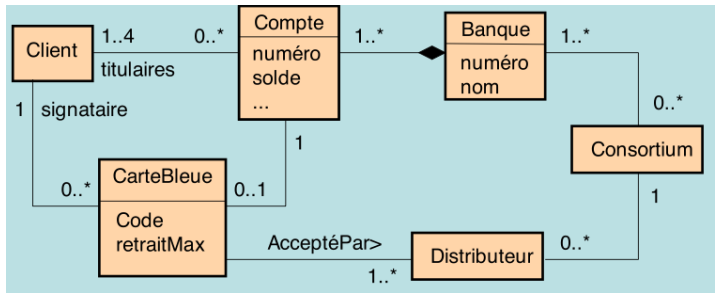 Client
1..4
titulaires
0..*
Compte
numéro
solde
...
1..*
Banque
numéro
nom
1..*
1
signataire
0..*
Consortium
1
0..*
CarteBleue
Code
retraitMax
0..1
1
AcceptéPar>
1..*
Distributeur
0..*